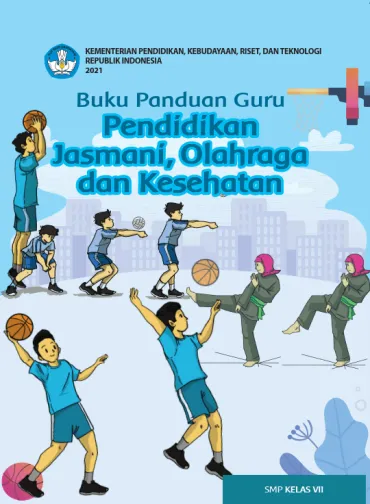 KEMENTERIAN PENDIDIKAN, KEBUDAYAAN, RISET, DAN TEKNOLOGI
REPUBLIK INDONESIA
2021
Buku Panduan Guru
Pendidikan
Jasmani, Olahraga
dan Kesehatan
SMP KELAS VII